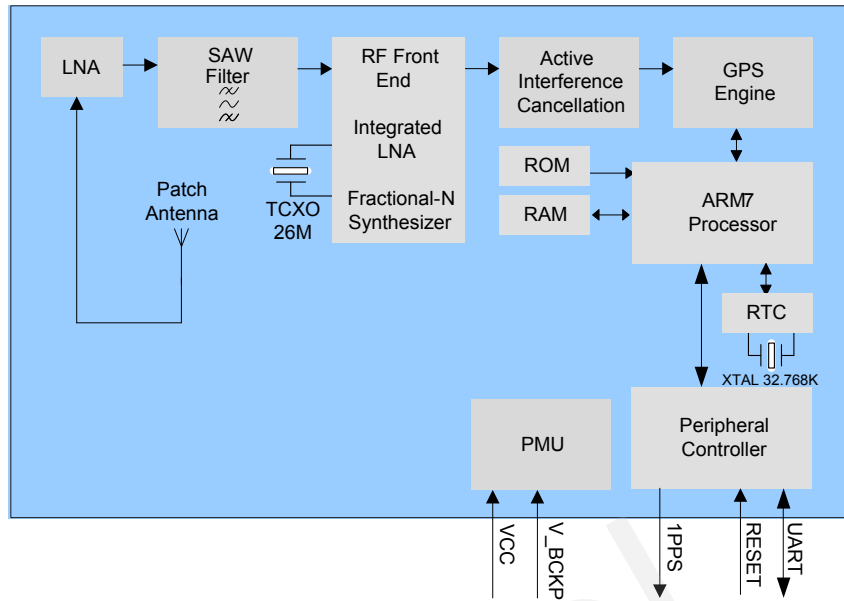 LNA
SAW
Filter
RF Front
End
Integrated
LNA
Fractional-N
Synthesizer
Active
Interference
Cancellation
GPS
Engine
TCXO
26M
Patch
Antenna
ROM
RAM
ARM7
Processor
RTC
XTAL 32.768K
PMU
Peripheral
Controller
VCC
V_BCKP
1PPS
RESET
UART